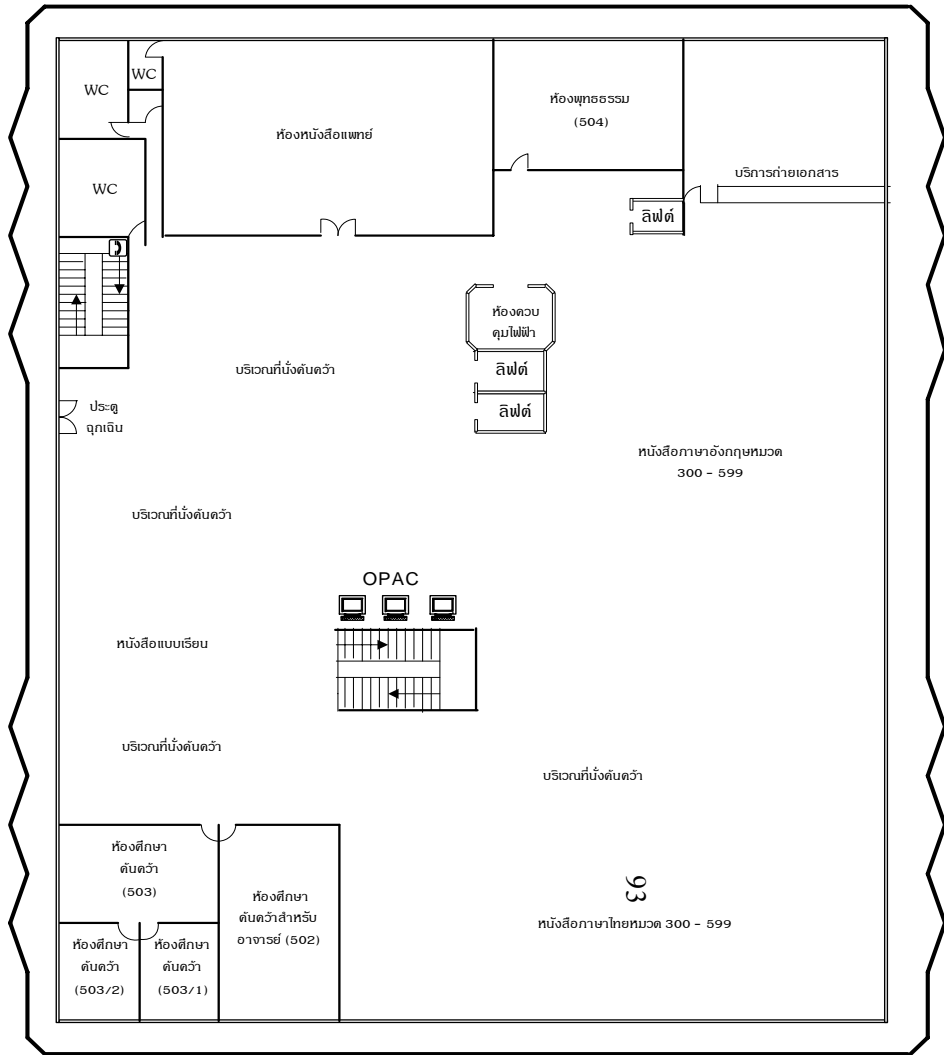 WC
WC
ห้องหนังสือแพทย์
ห้องพุทธธรรม
(504)
บริการถ่ายเอกสาร
WC
ลิฟต์
ห้องควบ
คุมไฟฟ้า
ลิฟต์
ลิฟต์
บริเวณที่นั่งค้นคว้า
ประตู
ฉุกเฉิน
หนังสือภาษาอังกฤษหมวด
300 - 599
บริเวณที่นั่งค้นคว้า
OPAC
หนังสือแบบเรียน
บริเวณที่นั่งค้นคว้า
บริเวณที่นั่งค้นคว้า
ห้องศึกษา
ค้นคว้า
(503)
ห้องศึกษา
ค้นคว้าสำหรับ
อาจารย์ (502)
93
หนังสือภาษาไทยหมวด 300 - 599
ห้องศึกษา
ค้นคว้า
(503/2)
ห้องศึกษา
ค้นคว้า
(503/1)